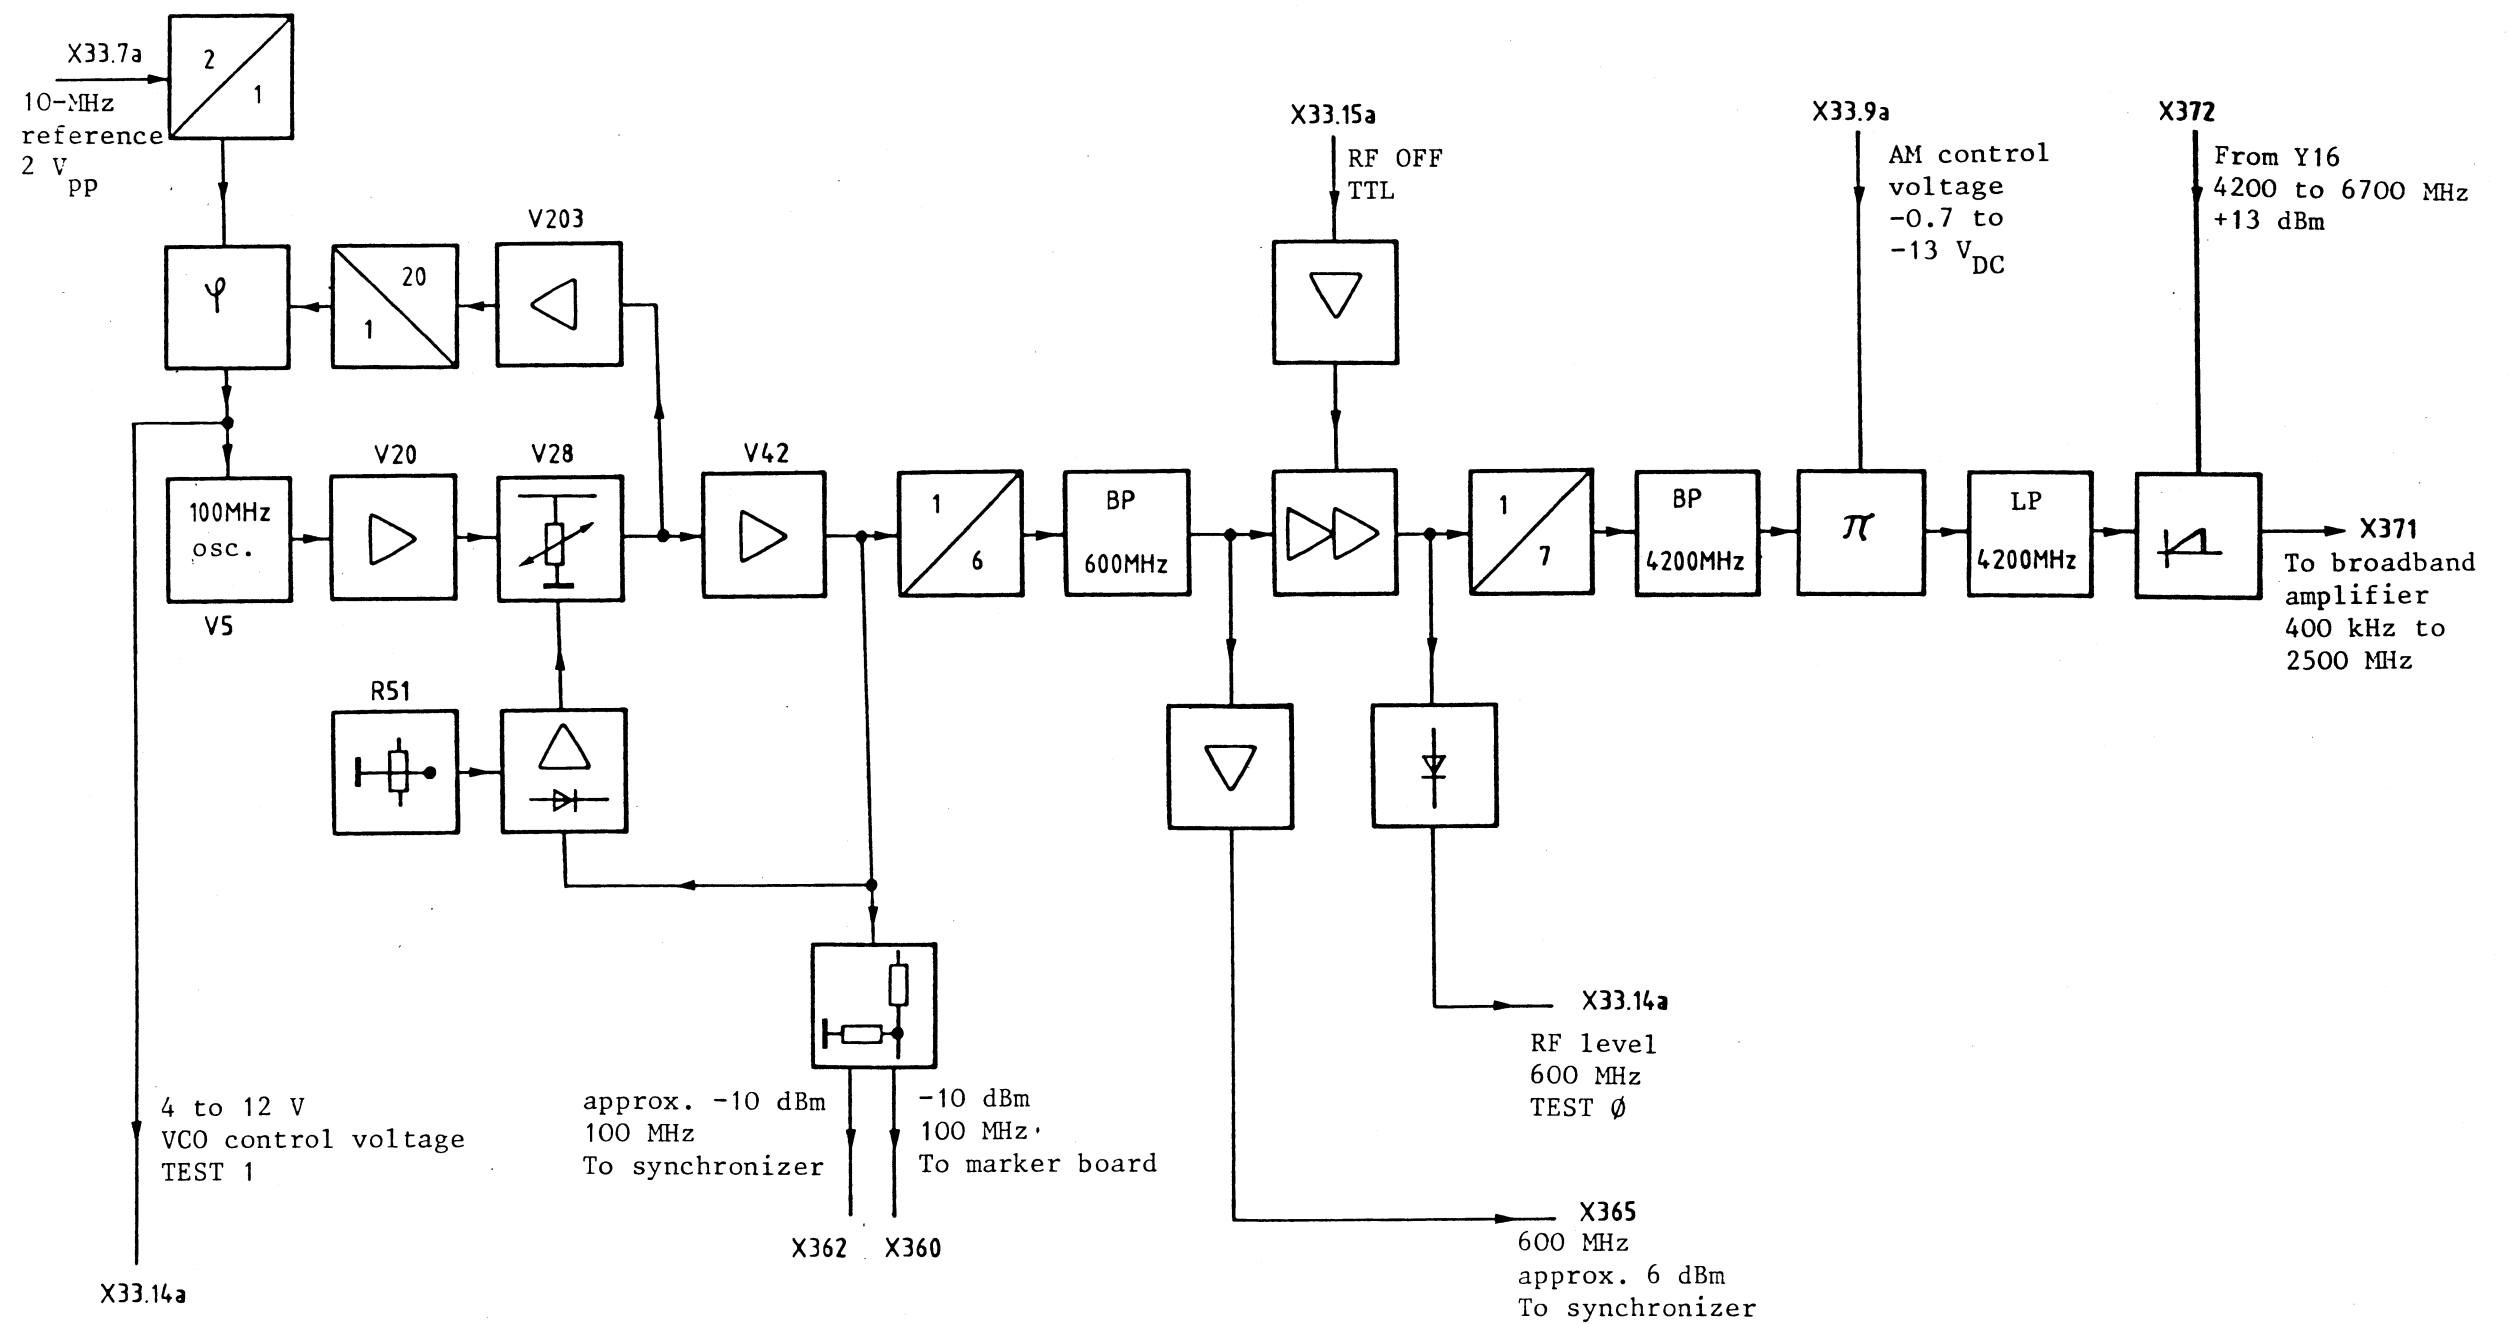 X33.7a
10-MHz
reference
2 Vpp
2
1
X33.15a
RF OFF
TTL
X33.9a
AM control
voltage
-0.7 to
-13 VDC
X372
From Y16
4200 to 6700 MHz
+13 dBm
V203
φ
20
1
V20
V28
V42
100MHz
osc.
V5
1
6
BP
600MHz
1
7
BP
4200MHz
π
LP
4200MHz
X371
To broadband
amplifier
400 kHz to
2500 MHz
R51
X33.14a
RF level
600 MHz
TEST Ø
4 to 12 V
VCO control voltage
TEST 1
X33.14a
approx. -10 dBm
100 MHz
To synchronizer
X362
-10 dBm
100 MHz
To marker board
X360
X365
600 MHz
approx. 6 dBm
To synchronizer